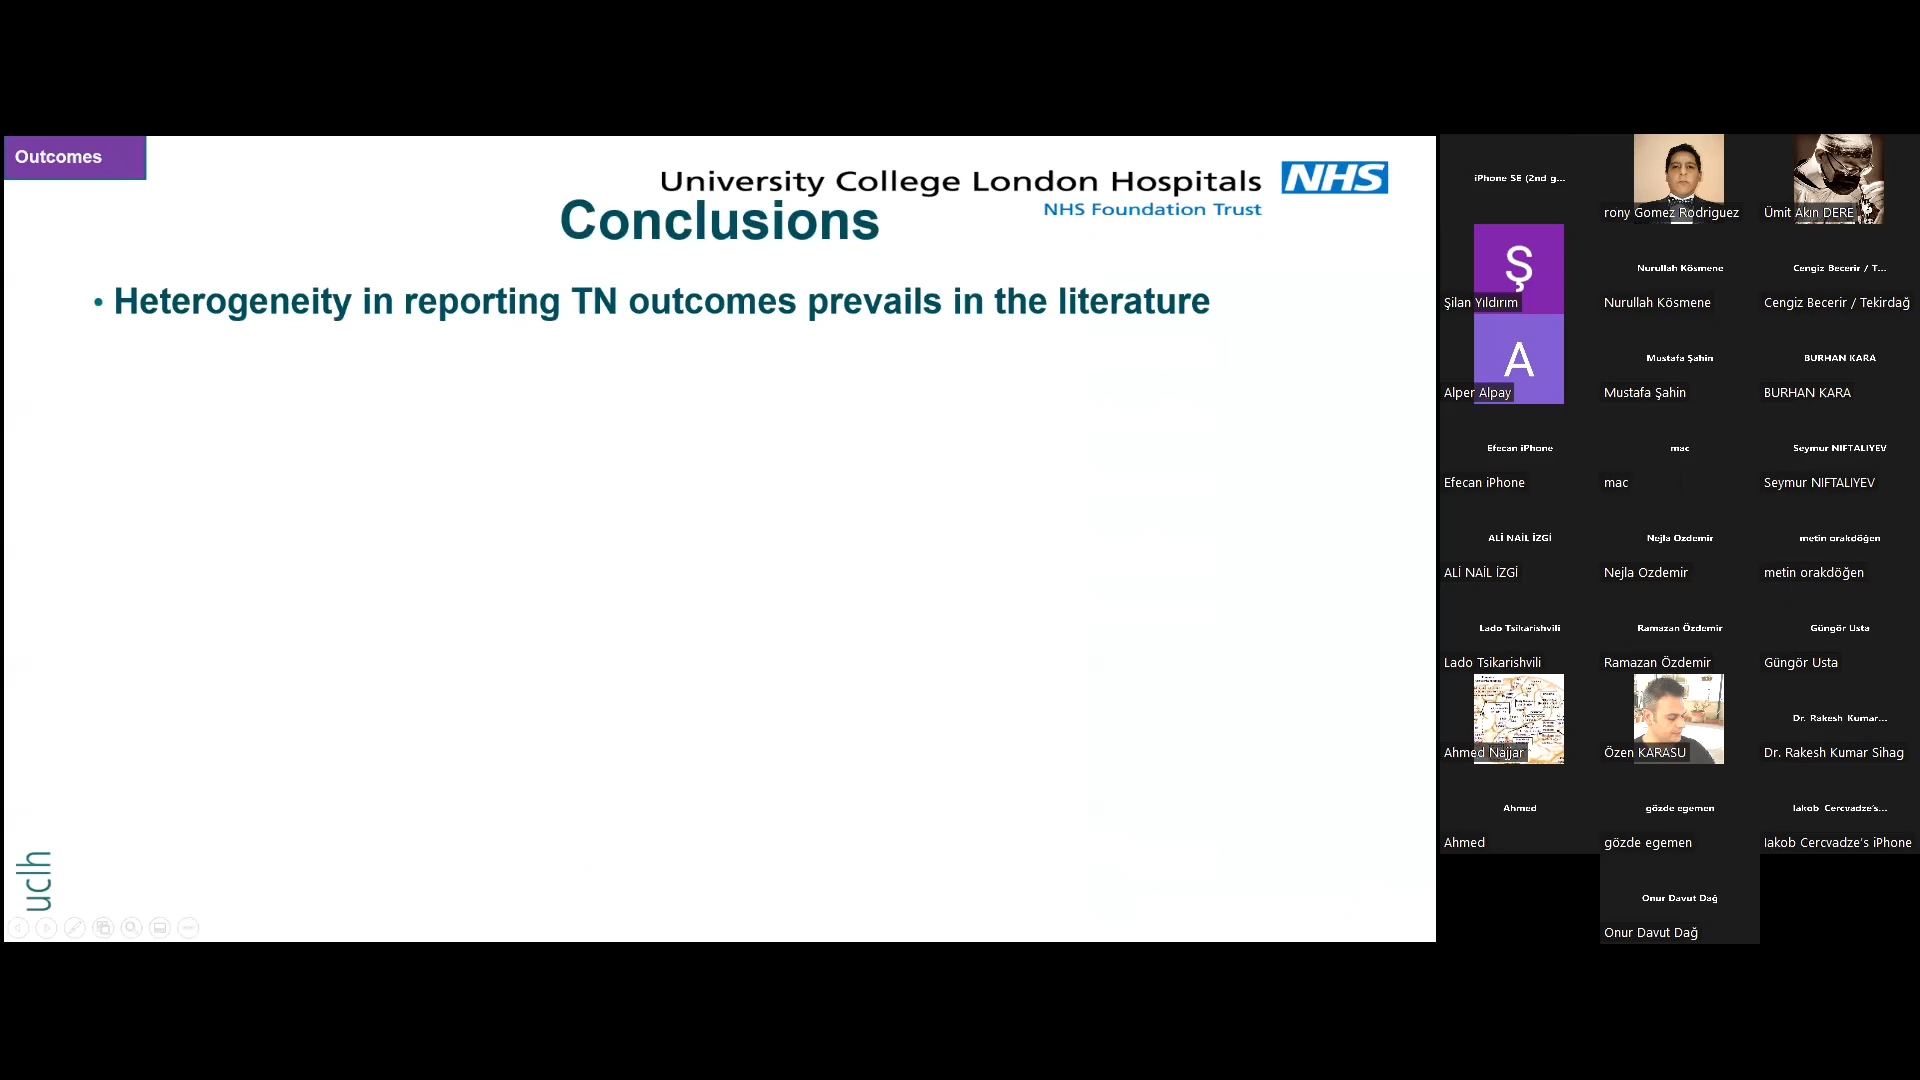 Outcomes
University College London Hospitals NHS
NHS Foundation Trust
Conclusions
• Heterogeneity in reporting TN outcomes prevails in the literature
uclh
iPhone SE (2nd g...
rony Gomez Rodriguez
Ümit Akın DERE
Ş
Şilan Yıldırım
Nurullah Kösmene
Nurullah Kösmene
Cengiz Becerir / T...
Cengiz Becerir / Tekirdağ
A
Alper Alpay
Mustafa Şahin
Mustafa Şahin
BURHAN KARA
BURHAN KARA
Efecan iPhone
Efecan iPhone
mac
mac
Seymur NIFTALIYEV
Seymur NIFTALIYEV
ALİ NAİL İZGİ
ALİ NAİL İZGİ
Nejla Ozdemir
Nejla Ozdemir
metin orakdöğen
metin orakdöğen
Lado Tsikarishvili
Lado Tsikarishvili
Ramazan Özdemir
Ramazan Özdemir
Güngör Usta
Güngör Usta
Ahmed Najjar
Özen KARASU
Dr. Rakesh Kumar...
Dr. Rakesh Kumar Sihag
Ahmed
Ahmed
gözde egemen
gözde egemen
Iakob Cercvadze's...
Iakob Cercvadze's iPhone
Onur Davut Dağ
Onur Davut Dağ